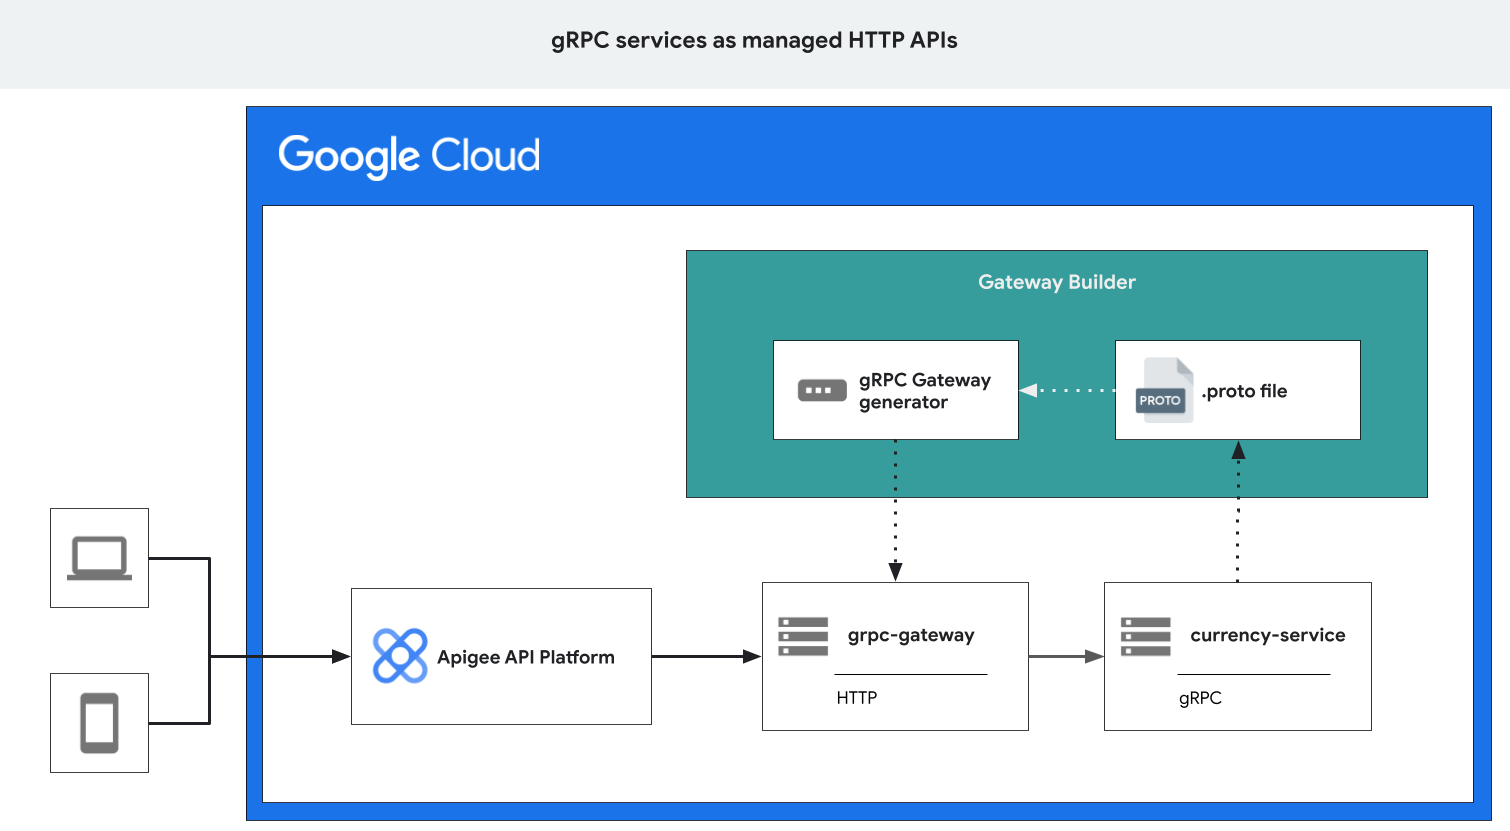 gRPC services as managed HTTP APIs
Google Cloud
Gateway Builder
gRPC Gateway
generator
PROTO
.proto file
Apigee API Platform
grpc-gateway
HTTP
currency-service
gRPC